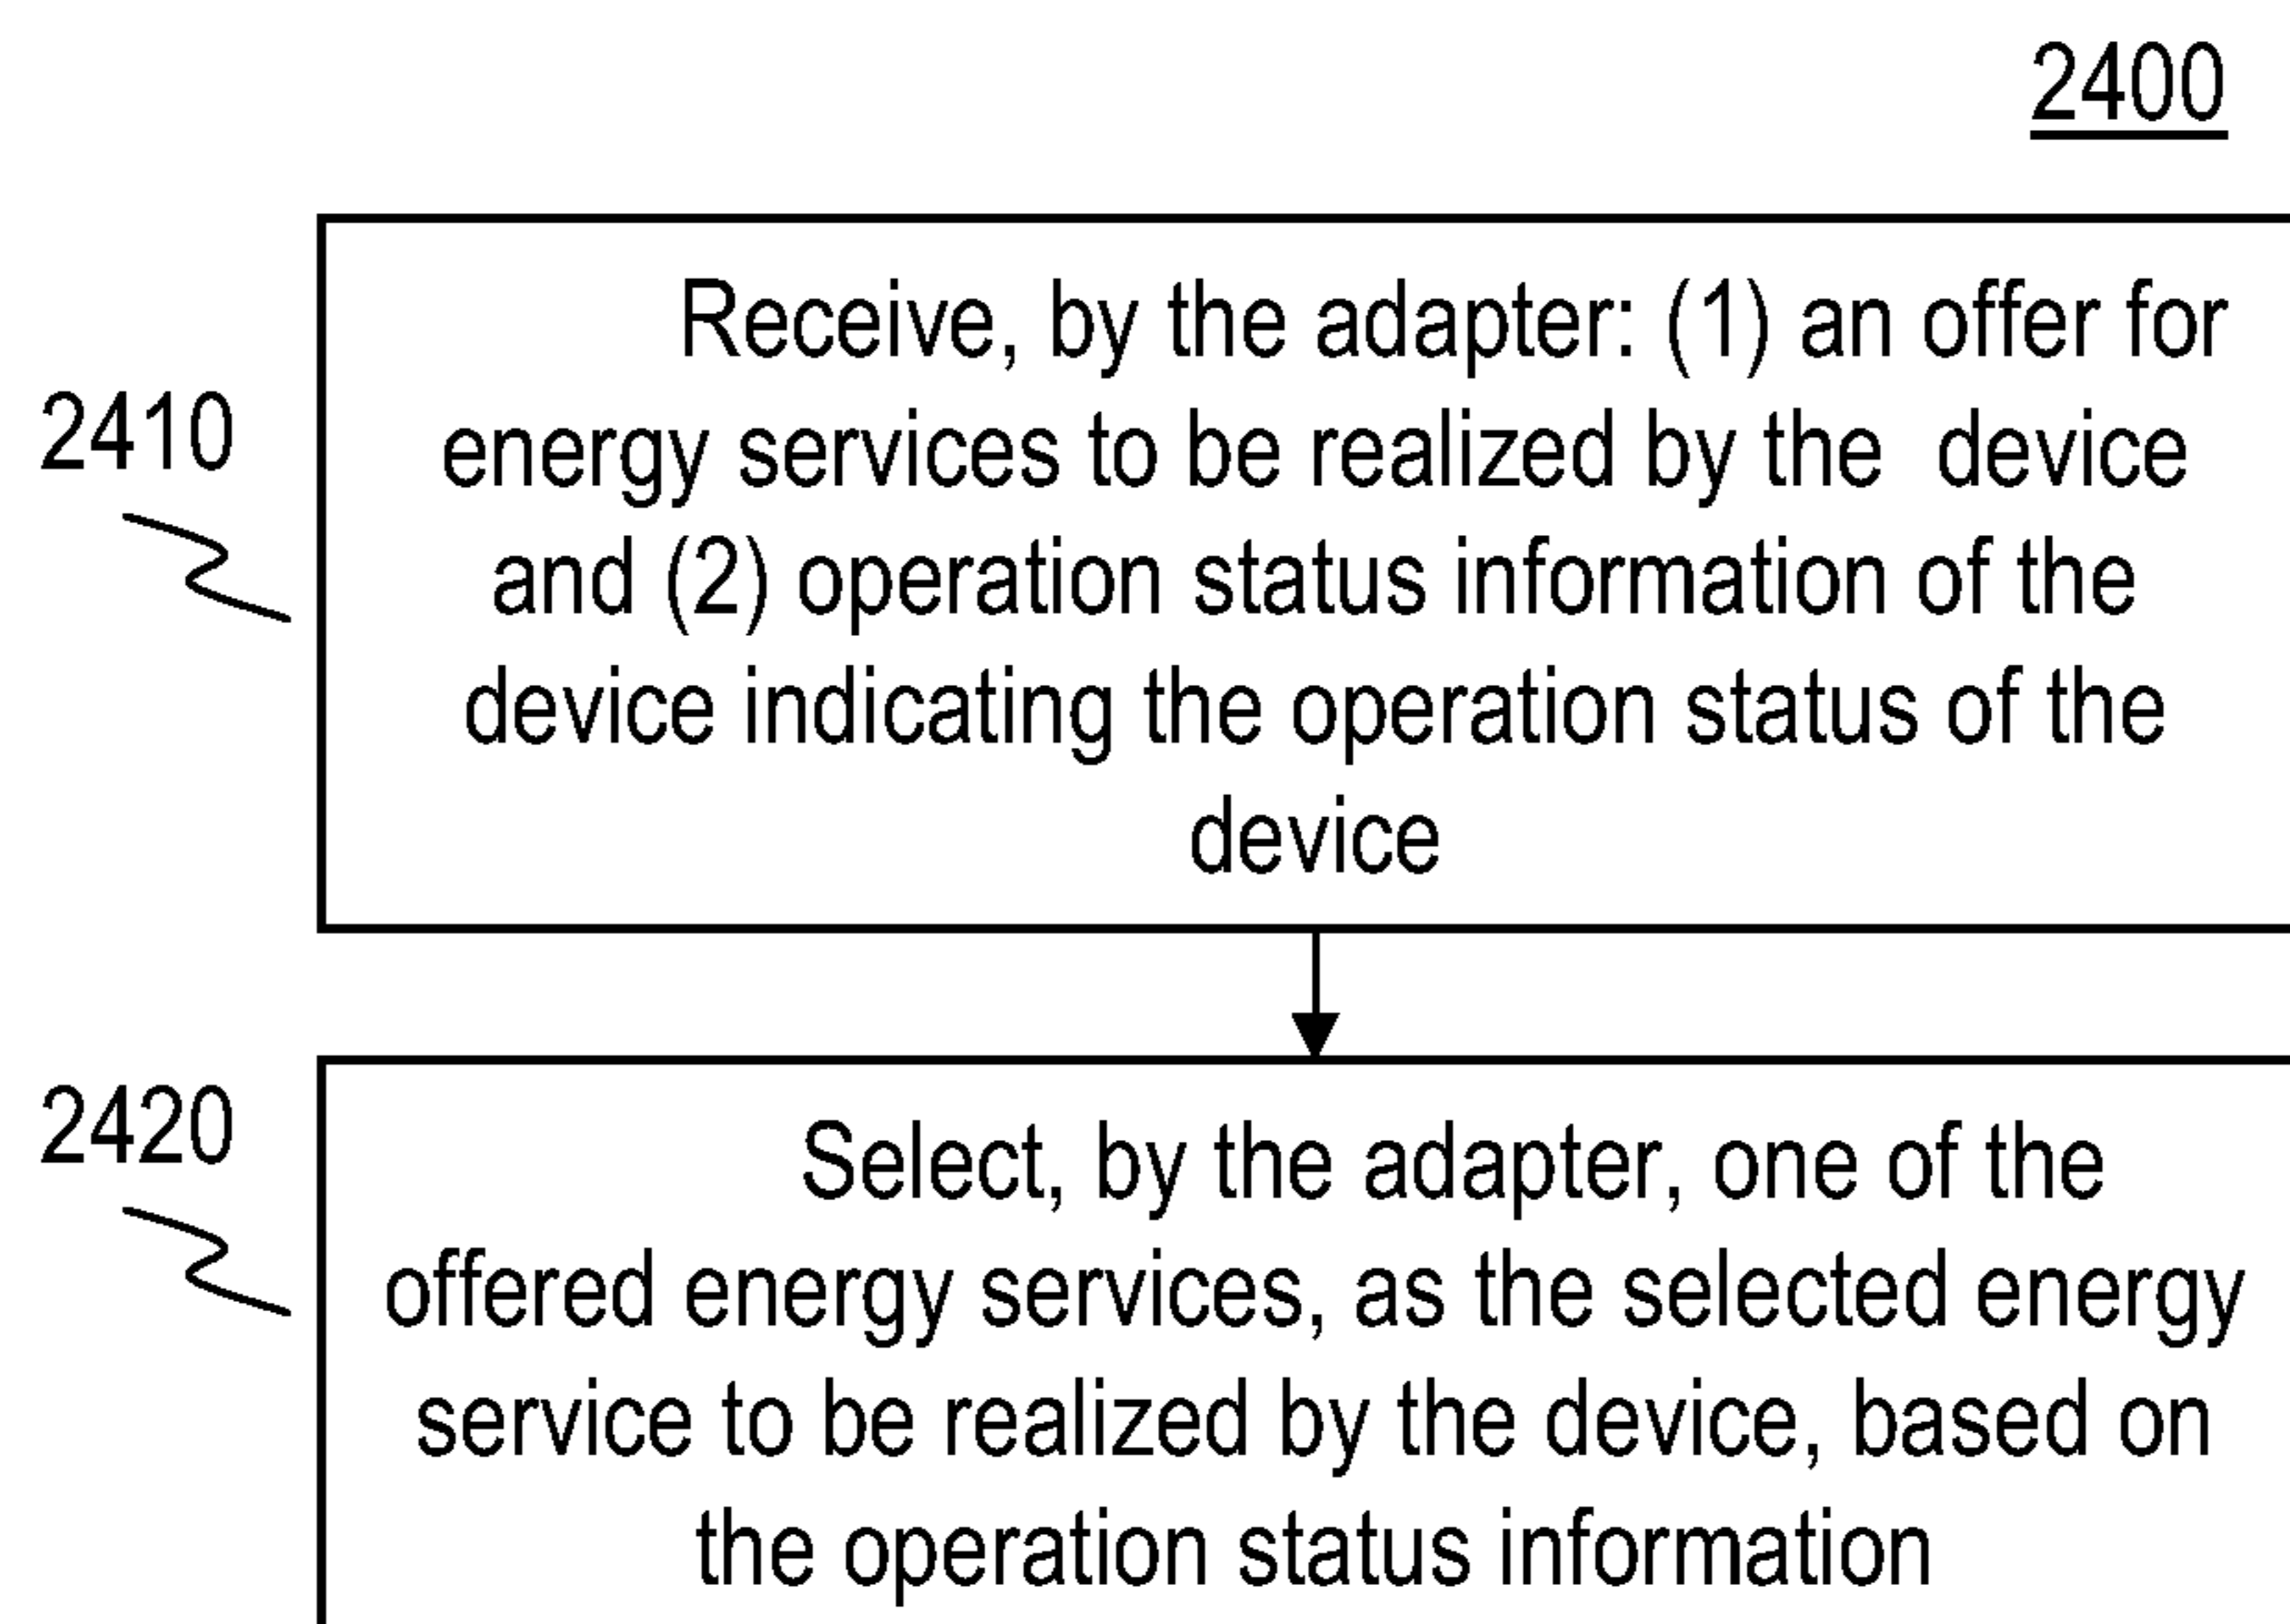 2400
2410
Receive, by the adapter: (1) an offer for
energy services to be realized by the device
and (2) operation status information of the
device indicating the operation status of the
device
2420
Select, by the adapter, one of the
offered energy services, as the selected energy
service to be realized by the device, based on
the operation status information